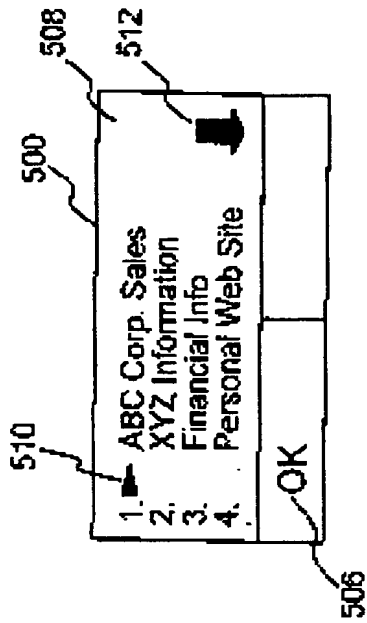 500
510
508
1. ABC Corp. Sales
2. XYZ Information
3. Financial Info
4. Personal Web Site
512
OK
506